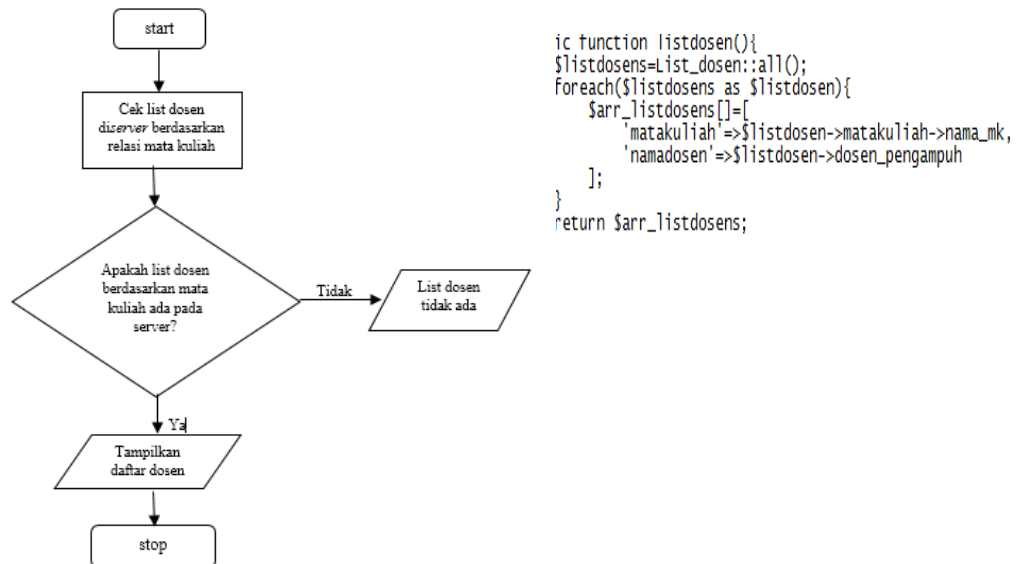 start
Cek list dosen
diserver berdasarkan
relasi mata kuliah
Apakah list dosen
berdasarkan mata
kuliah ada pada
server?
Tidak
List dosen
tidak ada
Ya
Tampilkan
daftar dosen
stop
ic function listdosen(){
$listdosens=List_dosen::all();
foreach($listdosens as $listdosen){
$arr_listdosens[]=[
'matakuliah'=>$listdosen->matakuliah->nama_mk,
'namadosen'=>$listdosen->dosen_pengampuh
];
}
return $arr_listdosens;